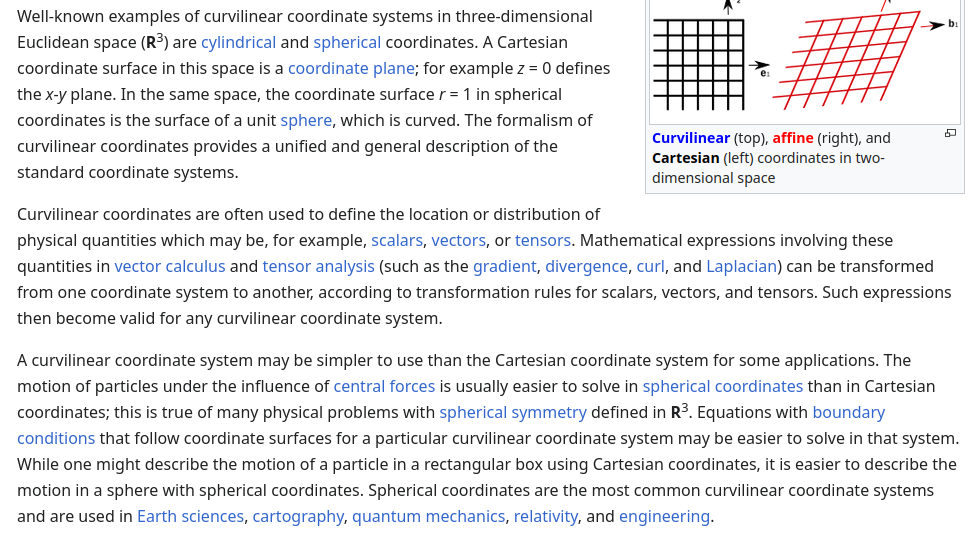 Well-known examples of curvilinear coordinate systems in three-dimensional
Euclidean space (R3) are cylindrical and spherical coordinates. A Cartesian
coordinate surface in this space is a coordinate plane; for example z = 0 defines
the x-y plane. In the same space, the coordinate surface r = 1 in spherical
coordinates is the surface of a unit sphere, which is curved. The formalism of
curvilinear coordinates provides a unified and general description of the
standard coordinate systems.
e1
b1
Curvilinear (top), affine (right), and
Cartesian (left) coordinates in two-
dimensional space
Curvilinear coordinates are often used to define the location or distribution of
physical quantities which may be, for example, scalars, vectors, or tensors. Mathematical expressions involving these
quantities in vector calculus and tensor analysis (such as the gradient, divergence, curl, and Laplacian) can be transformed
from one coordinate system to another, according to transformation rules for scalars, vectors, and tensors. Such expressions
then become valid for any curvilinear coordinate system.
A curvilinear coordinate system may be simpler to use than the Cartesian coordinate system for some applications. The
motion of particles under the influence of central forces is usually easier to solve in spherical coordinates than in Cartesian
coordinates; this is true of many physical problems with spherical symmetry defined in R3. Equations with boundary
conditions that follow coordinate surfaces for a particular curvilinear coordinate system may be easier to solve in that system.
While one might describe the motion of a particle in a rectangular box using Cartesian coordinates, it is easier to describe the
motion in a sphere with spherical coordinates. Spherical coordinates are the most common curvilinear coordinate systems
and are used in Earth sciences, cartography, quantum mechanics, relativity, and engineering.